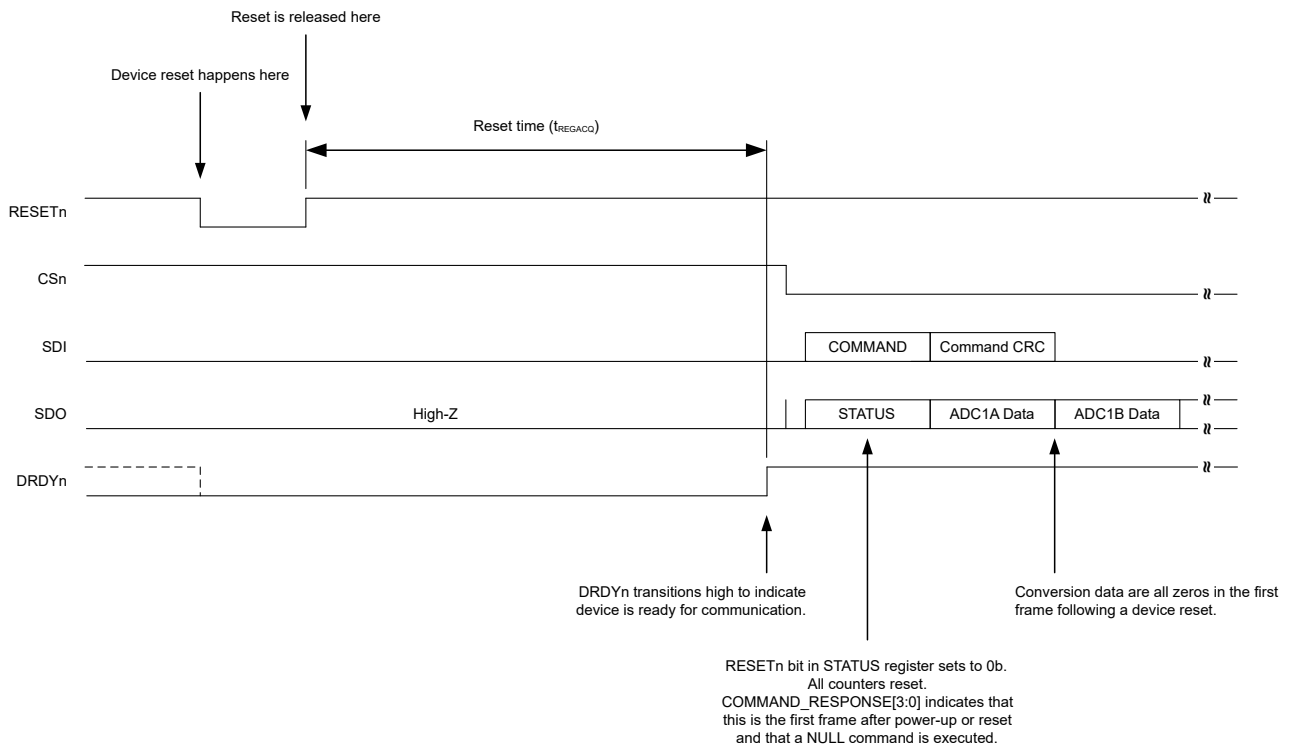 Reset is released here
Device reset happens here
Reset time (tREGACQ)
RESETn
CSn
SDI
COMMAND
Command CRC
SDO
High-Z
STATUS
ADC1A Data
ADC1B Data
DRDYn
DRDYn transitions high to indicate
device is ready for communication.
Conversion data are all zeros in the first
frame following a device reset.
RESETn bit in STATUS register sets to 0b.
All counters reset.
COMMAND_RESPONSE[3:0] indicates that
this is the first frame after power-up or reset
and that a NULL command is executed.